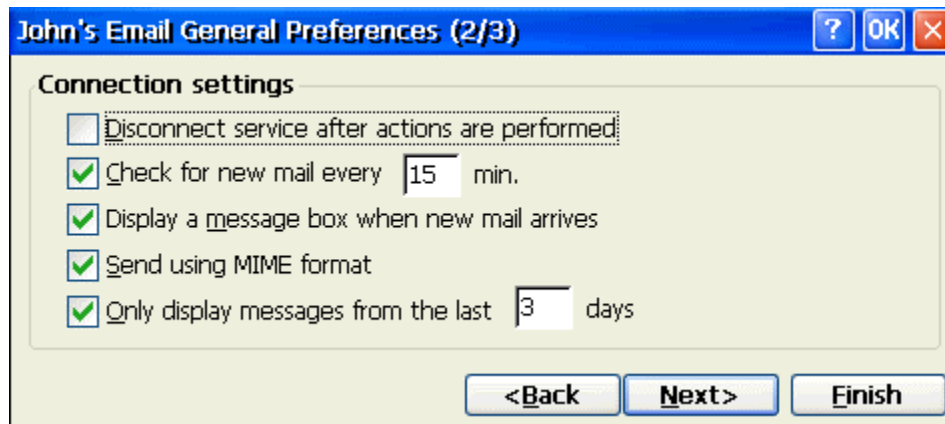 John's Email General Preferences (2/3) ? OK ×
Connection settings
Disconnect service after actions are performed
Check for new mail every 15 min.
Display a message box when new mail arrives
Send using MIME format
Only display messages from the last 3 days
<Back Next> Finish